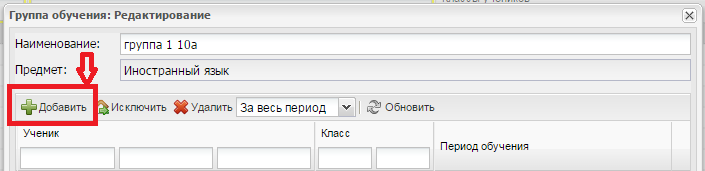 Группа обучения: Редактирование
Наименование: группа 1 10а
Предмет: Иностранный язык
Добавить Исключить Удалить За весь период Обновить
Ученик Класс Период обучения